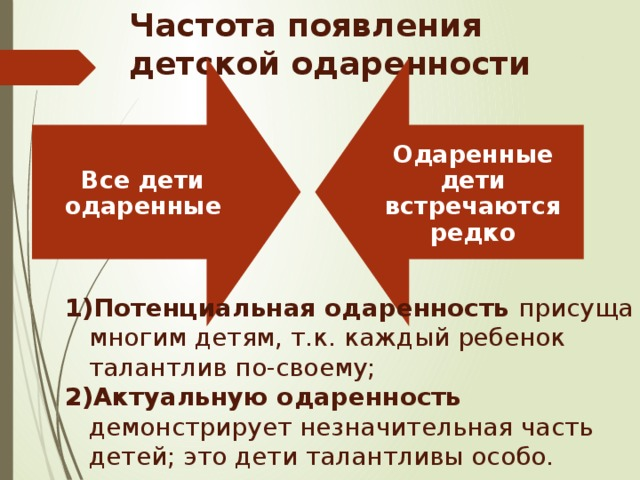 Частота появления
детской одаренности
Все дети
одаренные
Одаренные
дети
встречаются
редко
1)Потенциальная одаренность присуща
многим детям, т.к. каждый ребенок
талантлив по-своему;
2)Актуальную одаренность
демонстрирует незначительная часть
детей; это дети талантливы особо.